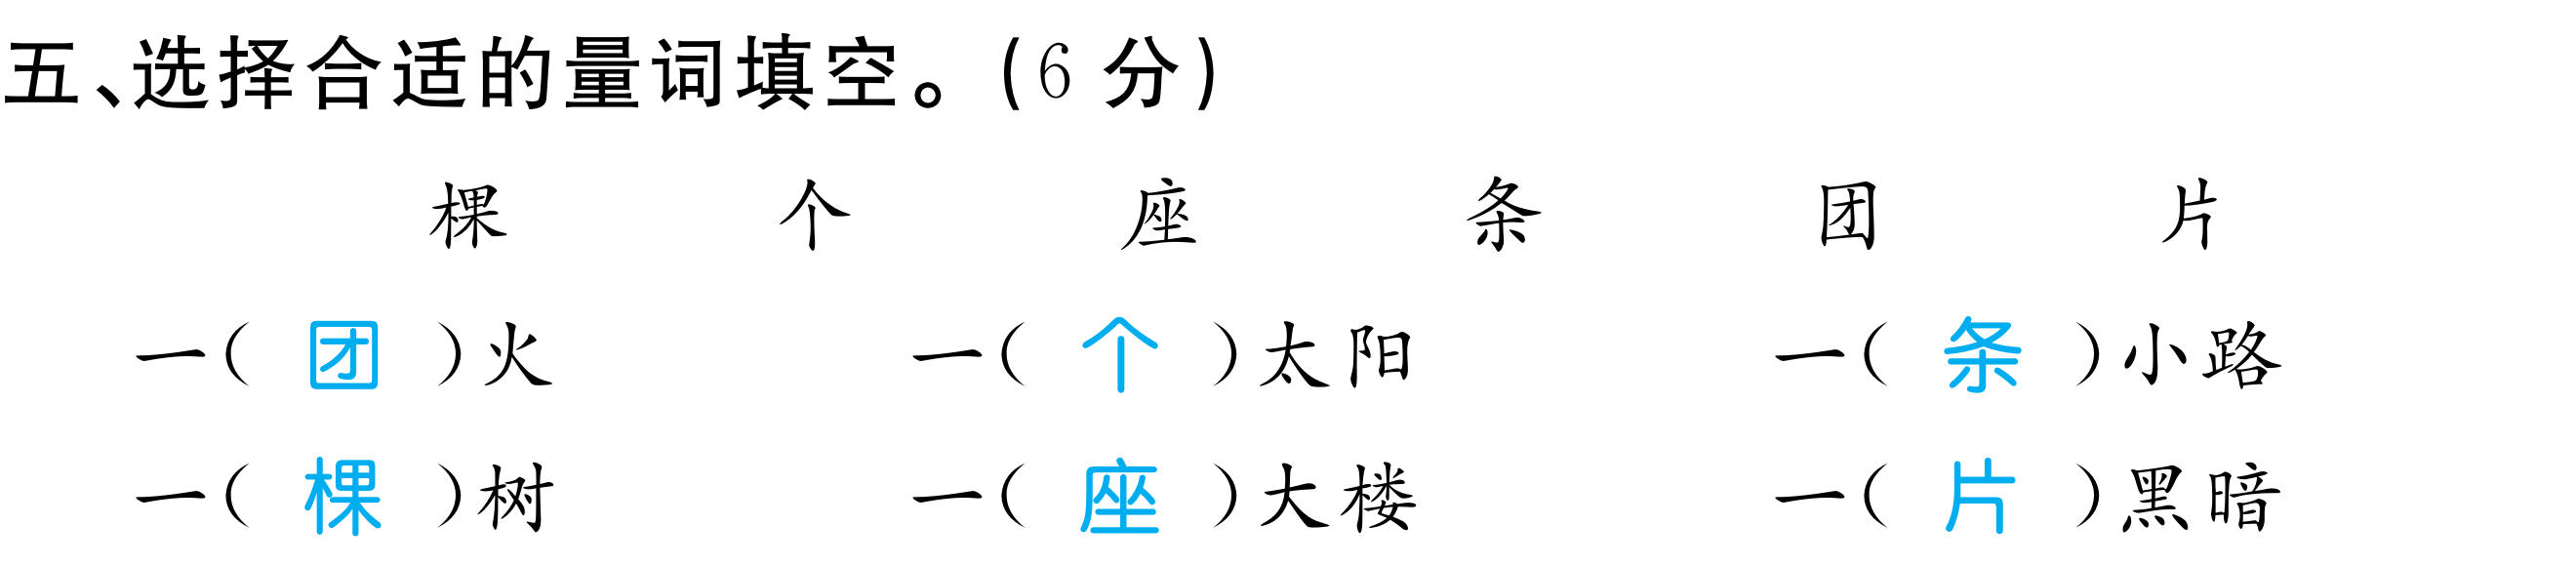 五、选择合适的量词填空。(6 分)
棵 个 座 条 团 片
一( 团 )火 一( 个 )太阳 一( 条 )小路
一( 棵 )树 一( 座 )大楼 一( 片 )黑暗